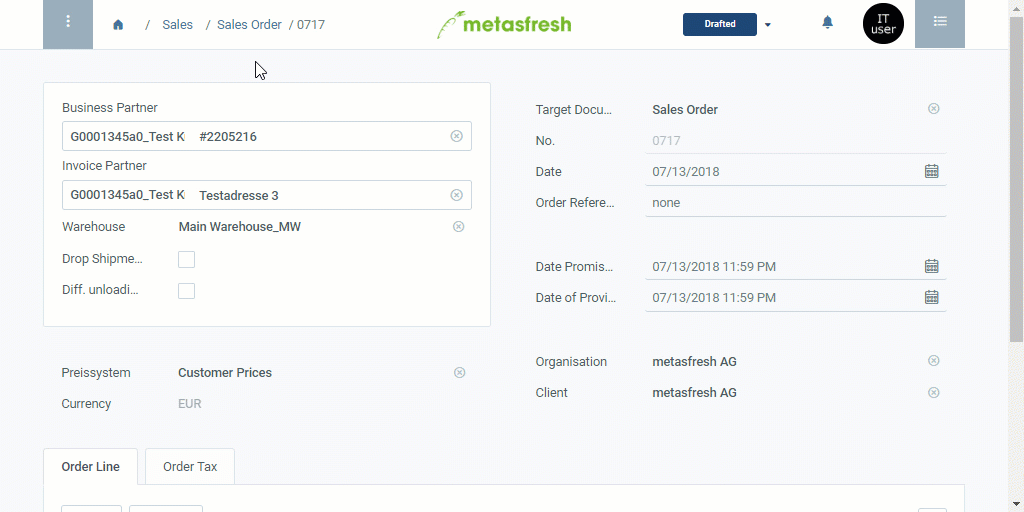 / Sales / Sales Order / 0717
metasfresh
Drafted
IT
user
Business Partner
G0001345a0_Test K #2205216
Invoice Partner
G0001345a0_Test K Testadresse 3
Warehouse Main Warehouse_MW
Drop Shipme...
Diff. unloadi...
Preissystem Customer Prices
Currency EUR
Target Docu... Sales Order
No. 0717
Date 07/13/2018
Order Refere... none
Date Promis... 07/13/2018 11:59 PM
Date of Provi... 07/13/2018 11:59 PM
Organisation metasfresh AG
Client metasfresh AG
Order Line Order Tax